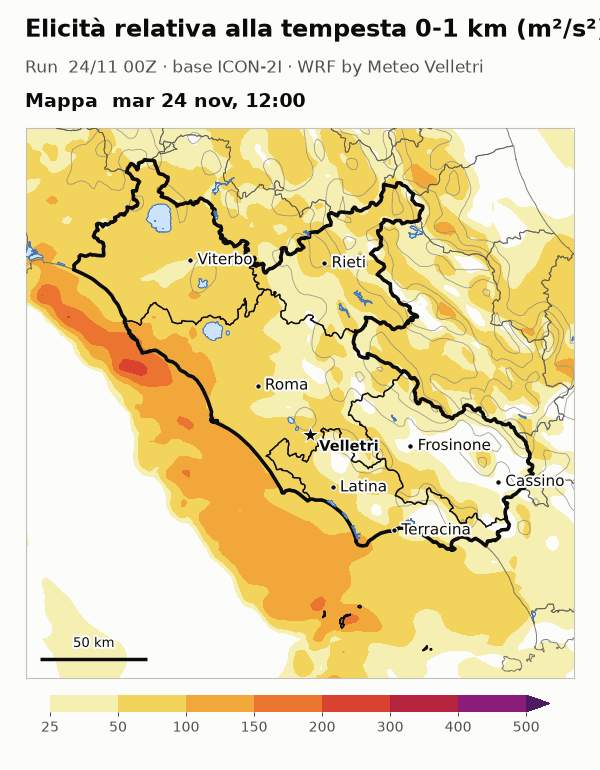 Elicità relativa alla tempesta 0-1 km (m²/s²)
Run  24/11 00Z · base ICON-2I · WRF by Meteo Velletri
Mappa  mar 24 nov, 12:00
Viterbo
Rieti
Roma
Velletri
Frosinone
Latina
Cassino
Terracina
50 km
25 50 100 150 200 300 400 500